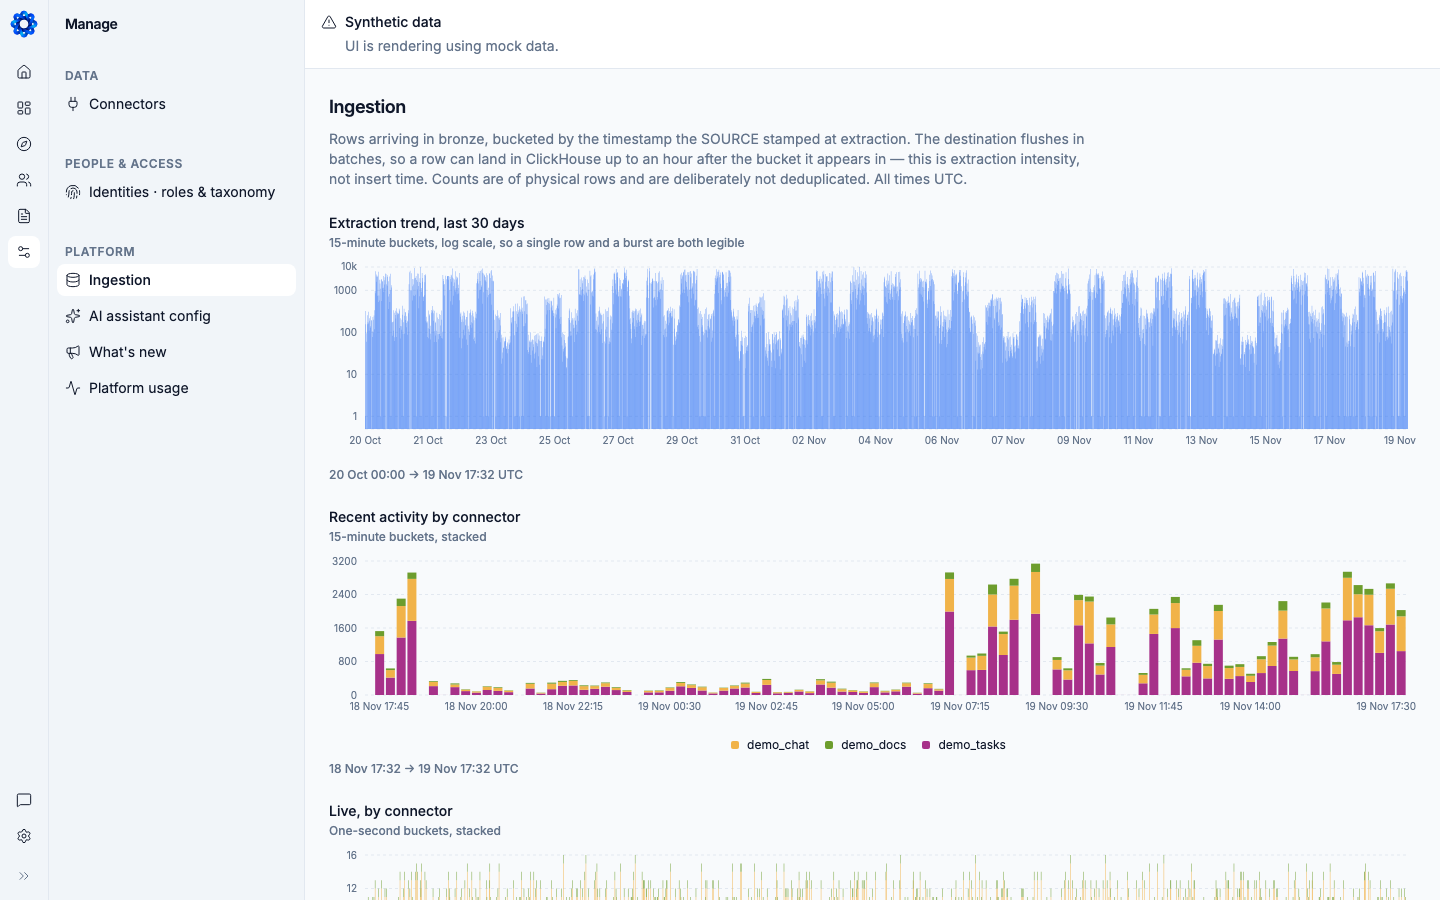 Manage
DATA
Connectors
PEOPLE & ACCESS
Identities · roles & taxonomy
PLATFORM
Ingestion
AI assistant config
What's new
Platform usage
Synthetic data
UI is rendering using mock data.
Ingestion
Rows arriving in bronze, bucketed by the timestamp the SOURCE stamped at extraction. The destination flushes in
batches, so a row can land in ClickHouse up to an hour after the bucket it appears in — this is extraction intensity,
not insert time. Counts are of physical rows and are deliberately not deduplicated. All times UTC.
Extraction trend, last 30 days
15-minute buckets, log scale, so a single row and a burst are both legible
10k
1000
100
10
1
20 Oct 21 Oct 23 Oct 25 Oct 27 Oct 29 Oct 31 Oct 02 Nov 04 Nov 06 Nov 07 Nov 09 Nov 11 Nov 13 Nov 15 Nov 17 Nov 19 Nov
20 Oct 00:00 → 19 Nov 17:32 UTC
Recent activity by connector
15-minute buckets, stacked
3200
2400
1600
800
0
18 Nov 17:45 18 Nov 20:00 18 Nov 22:15 19 Nov 00:30 19 Nov 02:45 19 Nov 05:00 19 Nov 07:15 19 Nov 09:30 19 Nov 11:45 19 Nov 14:00 19 Nov 17:30
demo_chat demo_docs demo_tasks
18 Nov 17:32 → 19 Nov 17:32 UTC
Live, by connector
One-second buckets, stacked
16
12